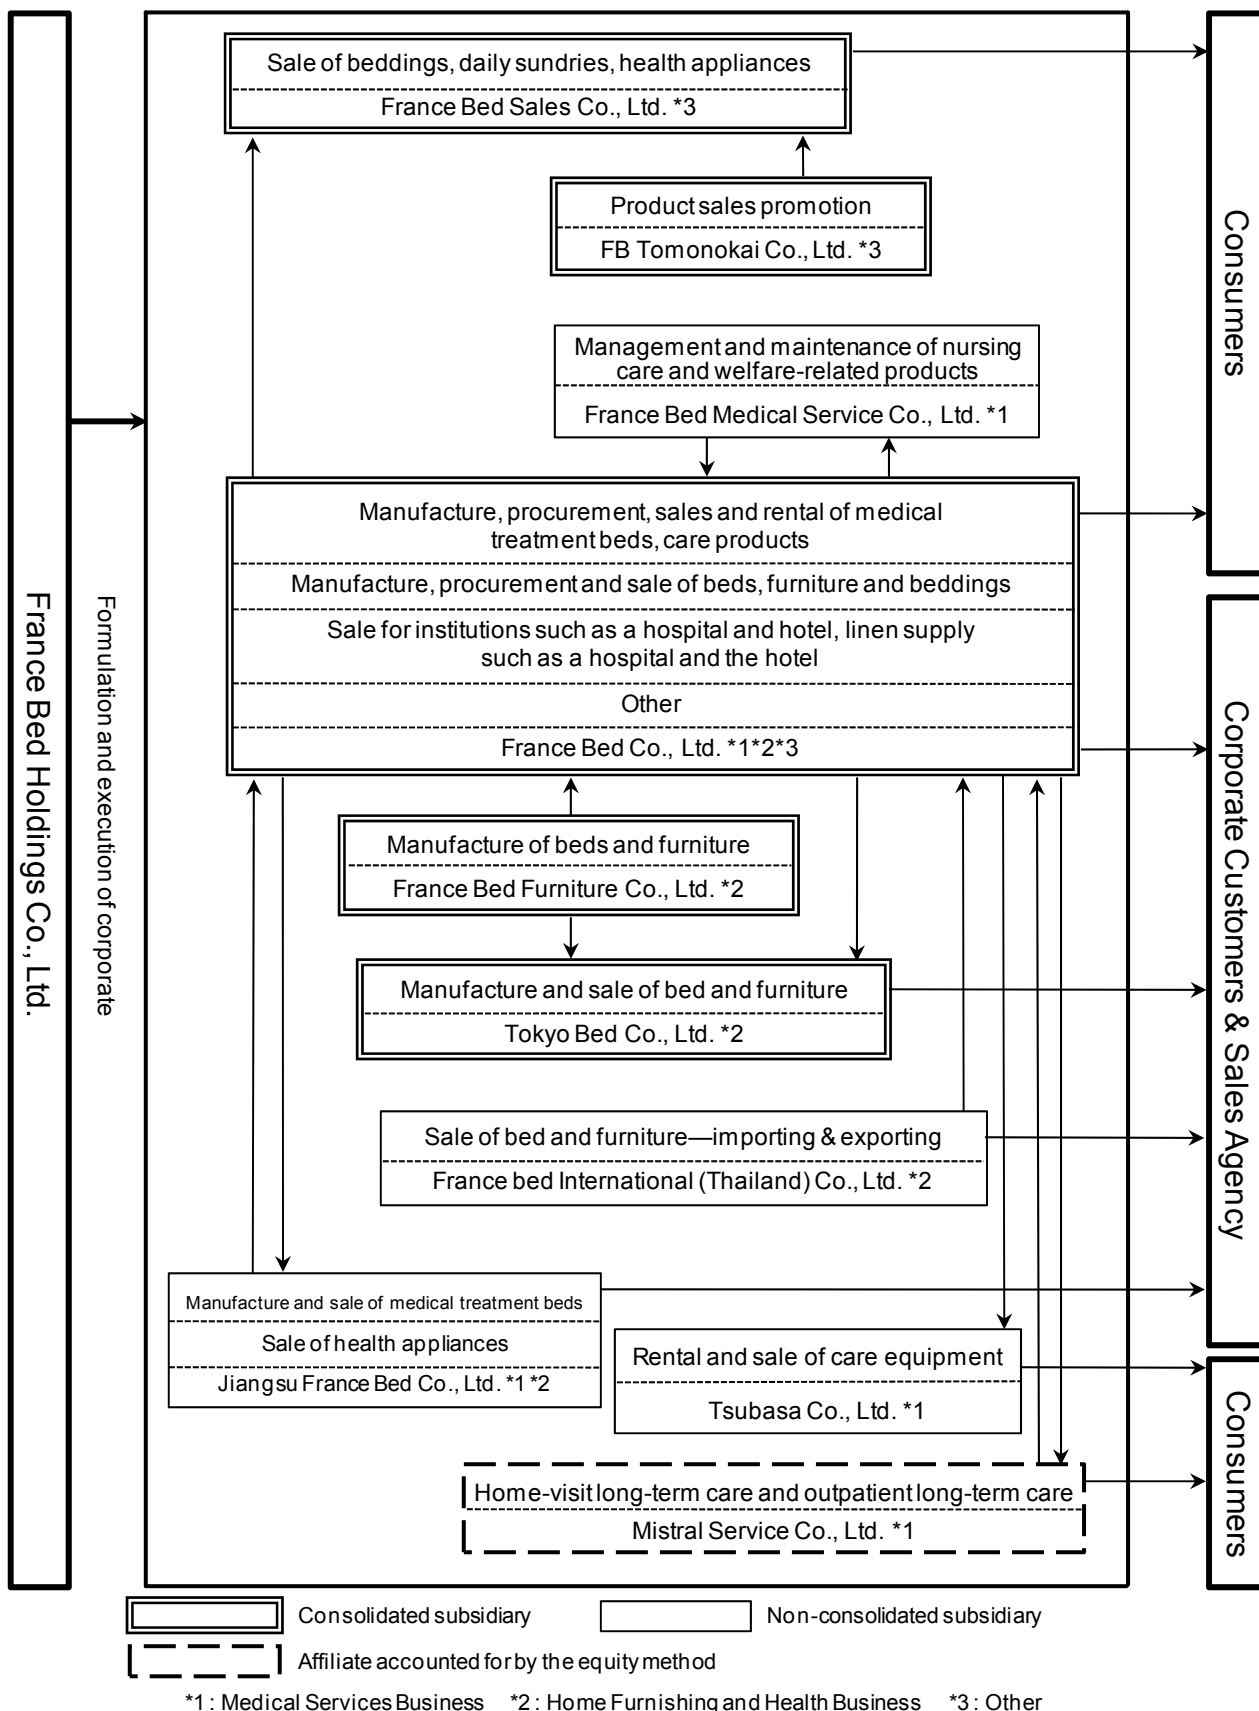 France Bed Holdings Co., Ltd.
Formulation and execution of corporate
Sale of beddings, daily sundries, health appliances
France Bed Sales Co., Ltd. *3
Product sales promotion
FB Tomonokai Co., Ltd. *3
Management and maintenance of nursing
care and welfare-related products
France Bed Medical Service Co., Ltd. *1
Manufacture, procurement, sales and rental of medical
treatment beds, care products
Manufacture, procurement and sale of beds, furniture and beddings
Sale for institutions such as a hospital and hotel, linen supply
such as a hospital and the hotel
Other
France Bed Co., Ltd. *1*2*3
Manufacture of beds and furniture
France Bed Furniture Co., Ltd. *2
Manufacture and sale of bed and furniture
Tokyo Bed Co., Ltd. *2
Sale of bed and furniture—importing & exporting
France bed International (Thailand) Co., Ltd. *2
Manufacture and sale of medical treatment beds
Sale of health appliances
Jiangsu France Bed Co., Ltd. *1 *2
Rental and sale of care equipment
Tsubasa Co., Ltd. *1
Home-visit long-term care and outpatient long-term care
Mistral Service Co., Ltd. *1
Consumers
Corporate Customers & Sales Agency
Consumers
Consolidated subsidiary
Non-consolidated subsidiary
Affiliate accounted for by the equity method
*1 : Medical Services Business *2 : Home Furnishing and Health Business *3 : Other